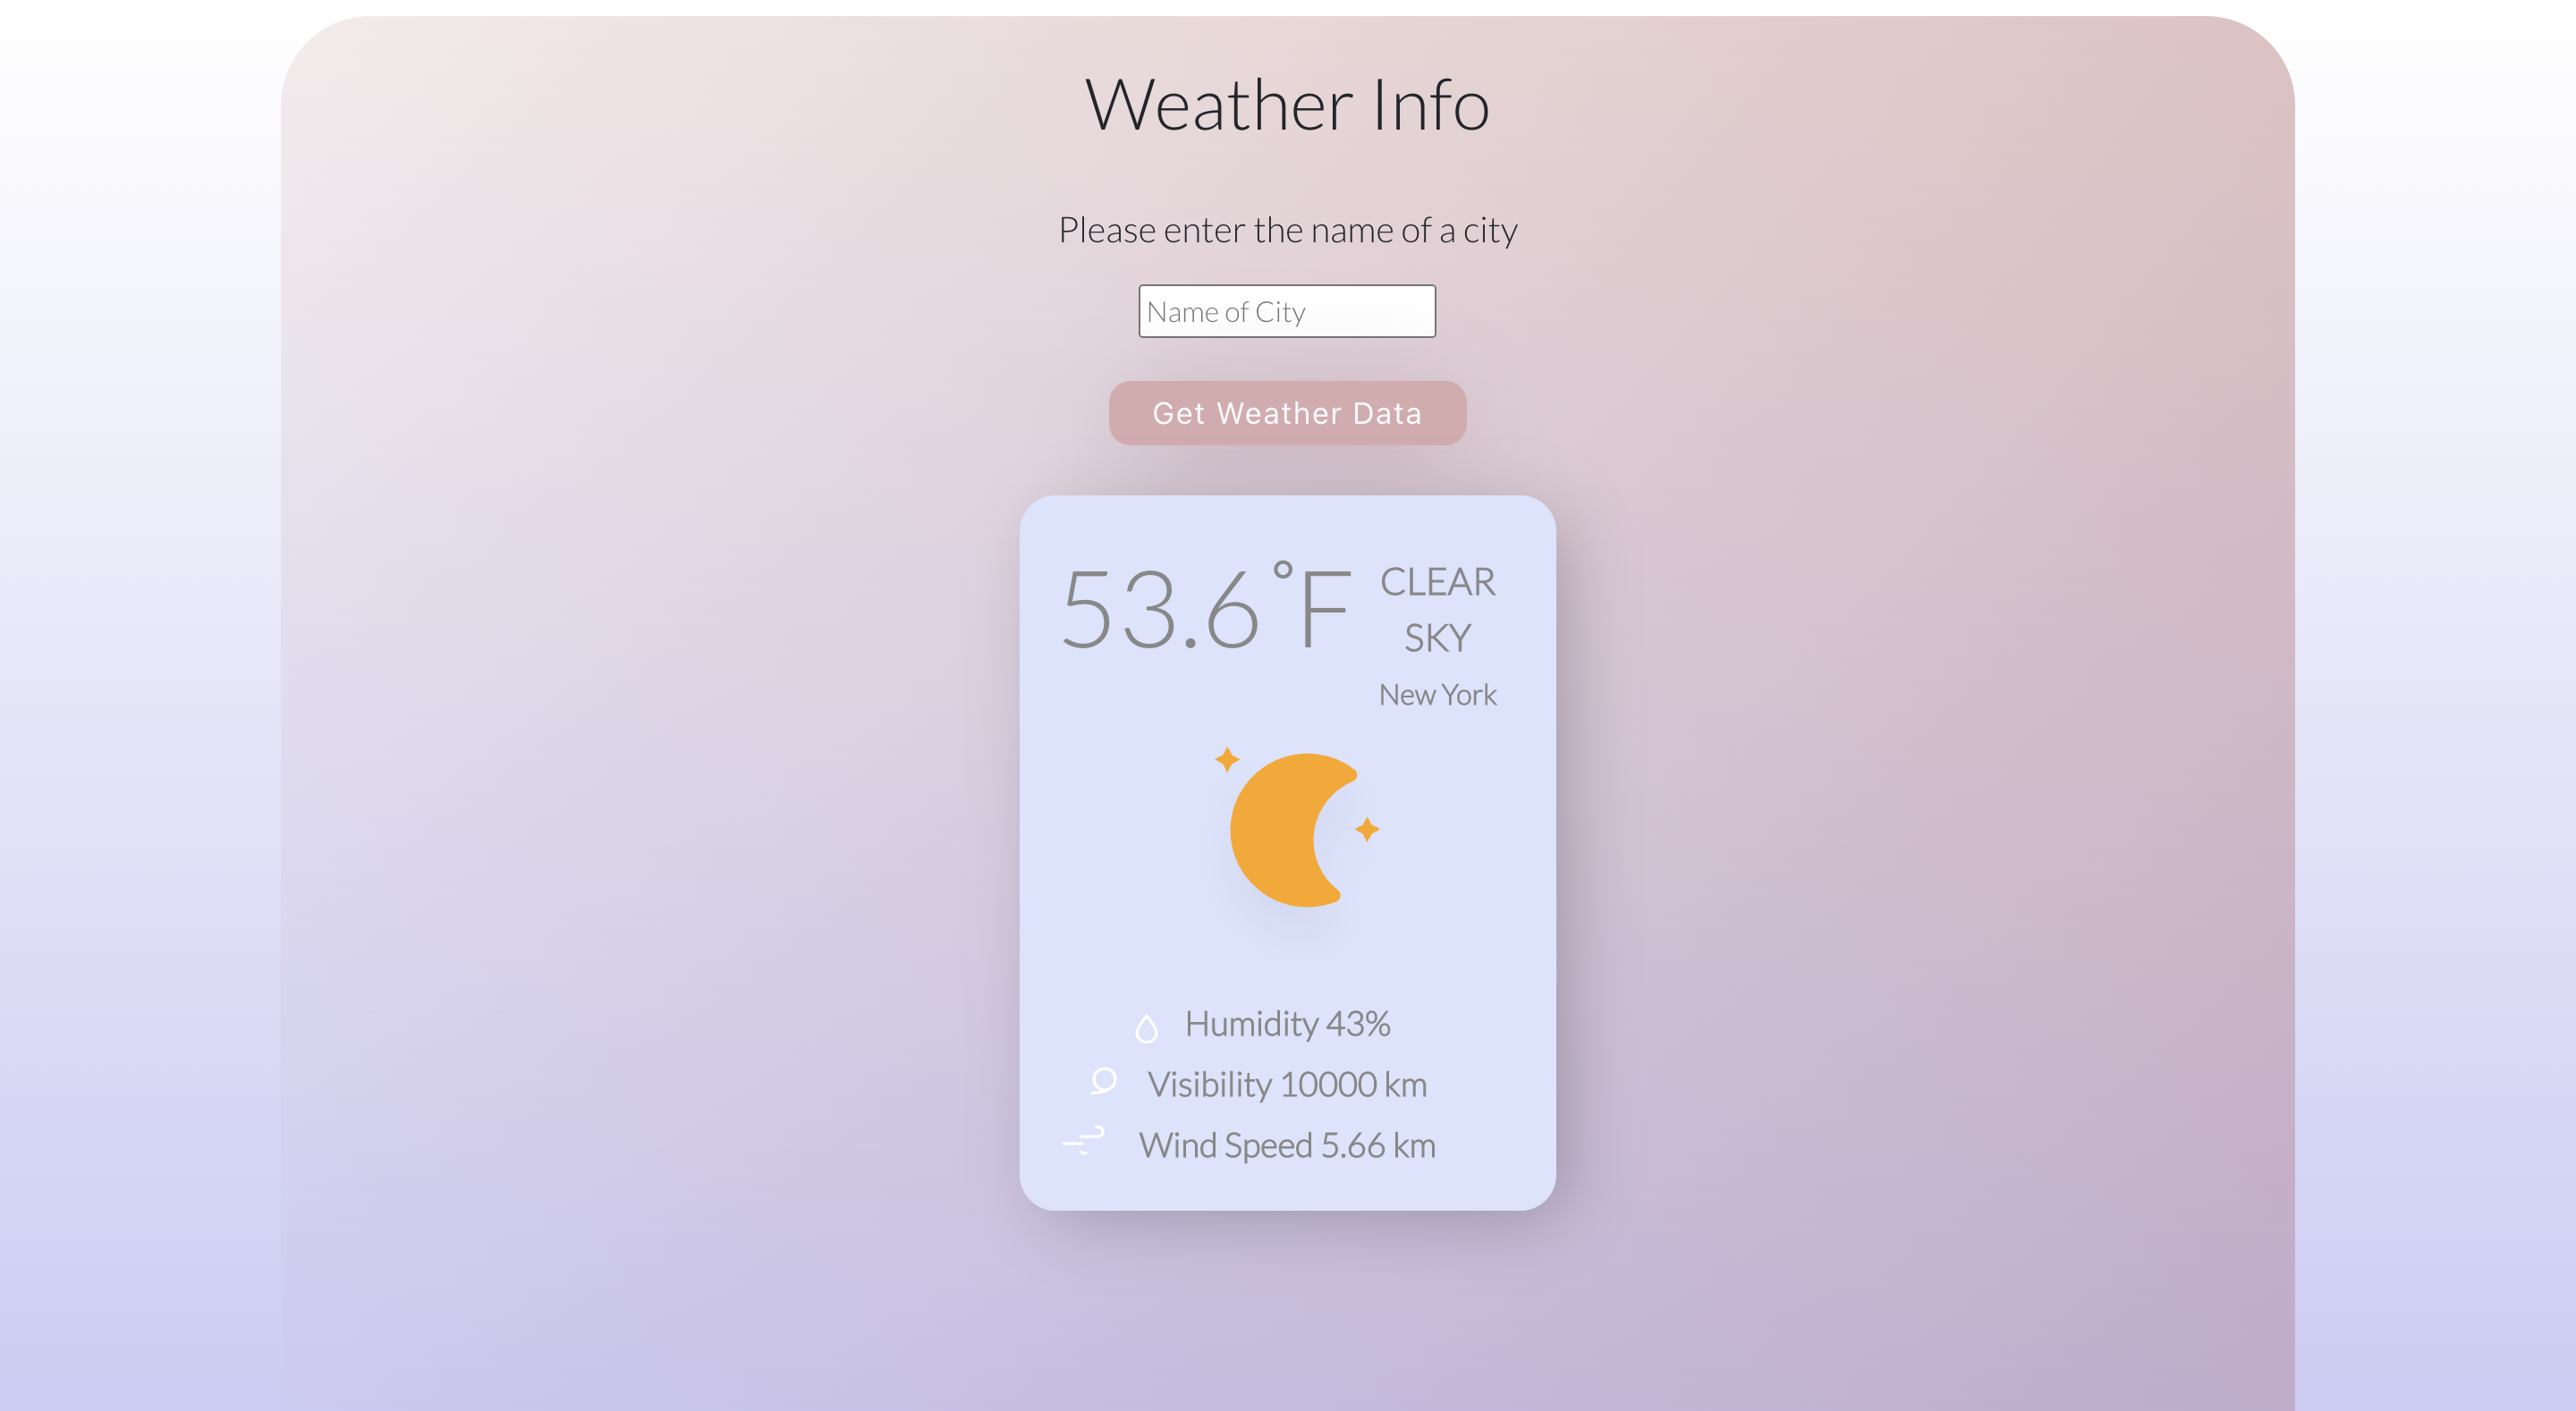 Weather Info
Please enter the name of a city
Name of City
Get Weather Data
53.6°F
CLEAR
SKY
New York
Humidity 43%
Visibility 10000 km
Wind Speed 5.66 km